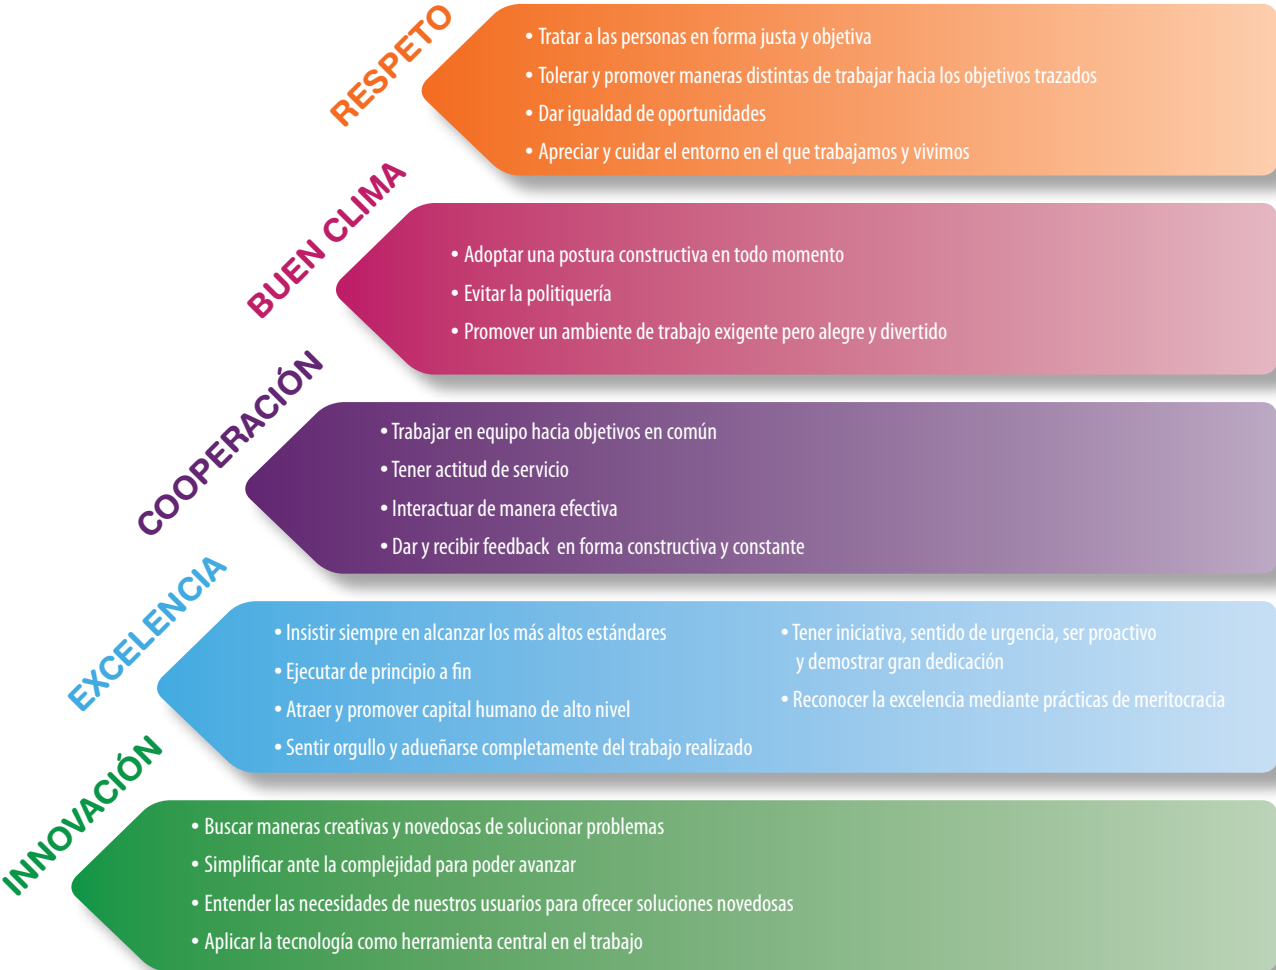 RESPETO
• Tratar a las personas en forma justa y objetiva
• Tolerar y promover maneras distintas de trabajar hacia los objetivos trazados
• Dar igualdad de oportunidades
• Apreciar y cuidar el entorno en el que trabajamos y vivimos
BUEN CLIMA
• Adoptar una postura constructiva en todo momento
• Evitar la politiquería
• Promover un ambiente de trabajo exigente pero alegre y divertido
COOPERACIÓN
• Trabajar en equipo hacia objetivos en común
• Tener actitud de servicio
• Interactuar de manera efectiva
• Dar y recibir feedback en forma constructiva y constante
EXCELENCIA
• Insistir siempre en alcanzar los más altos estándares
• Ejecutar de principio a fin
• Atraer y promover capital humano de alto nivel
• Sentir orgullo y adueñarse completamente del trabajo realizado
• Tener iniciativa, sentido de urgencia, ser proactivo
y demostrar gran dedicación
• Reconocer la excelencia mediante prácticas de meritocracia
INNOVACIÓN
• Buscar maneras creativas y novedosas de solucionar problemas
• Simplificar ante la complejidad para poder avanzar
• Entender las necesidades de nuestros usuarios para ofrecer soluciones novedosas
• Aplicar la tecnología como herramienta central en el trabajo